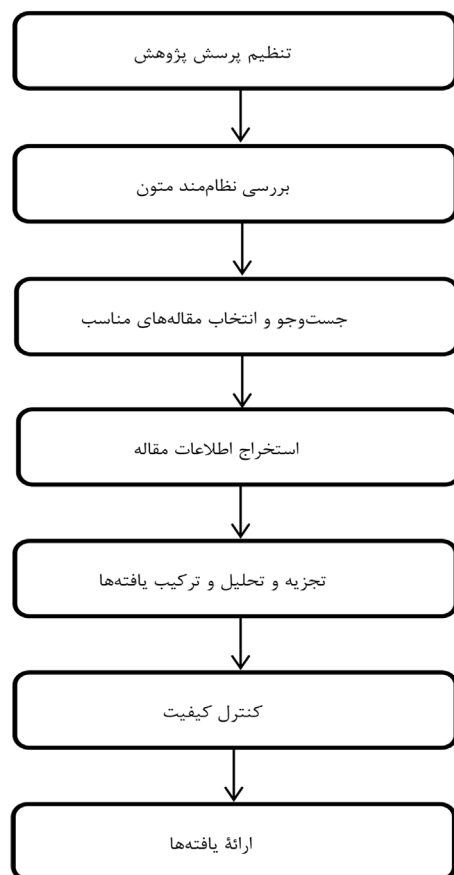 تنظیم پرسش پژوهش
بررسی نظام‌مند متون
جست‌وجو و انتخاب مقاله‌های مناسب
استخراج اطلاعات مقاله
تجزیه و تحلیل و ترکیب یافته‌ها
کنترل کیفیت
ارائۀ یافته‌ها